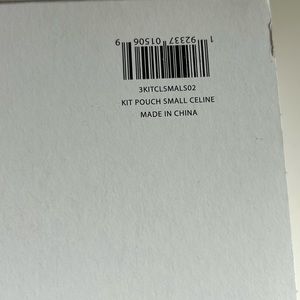 1 92337 01506 9
3KITCLSMALS02
KIT POUCH SMALL CELINE
MADE IN CHINA